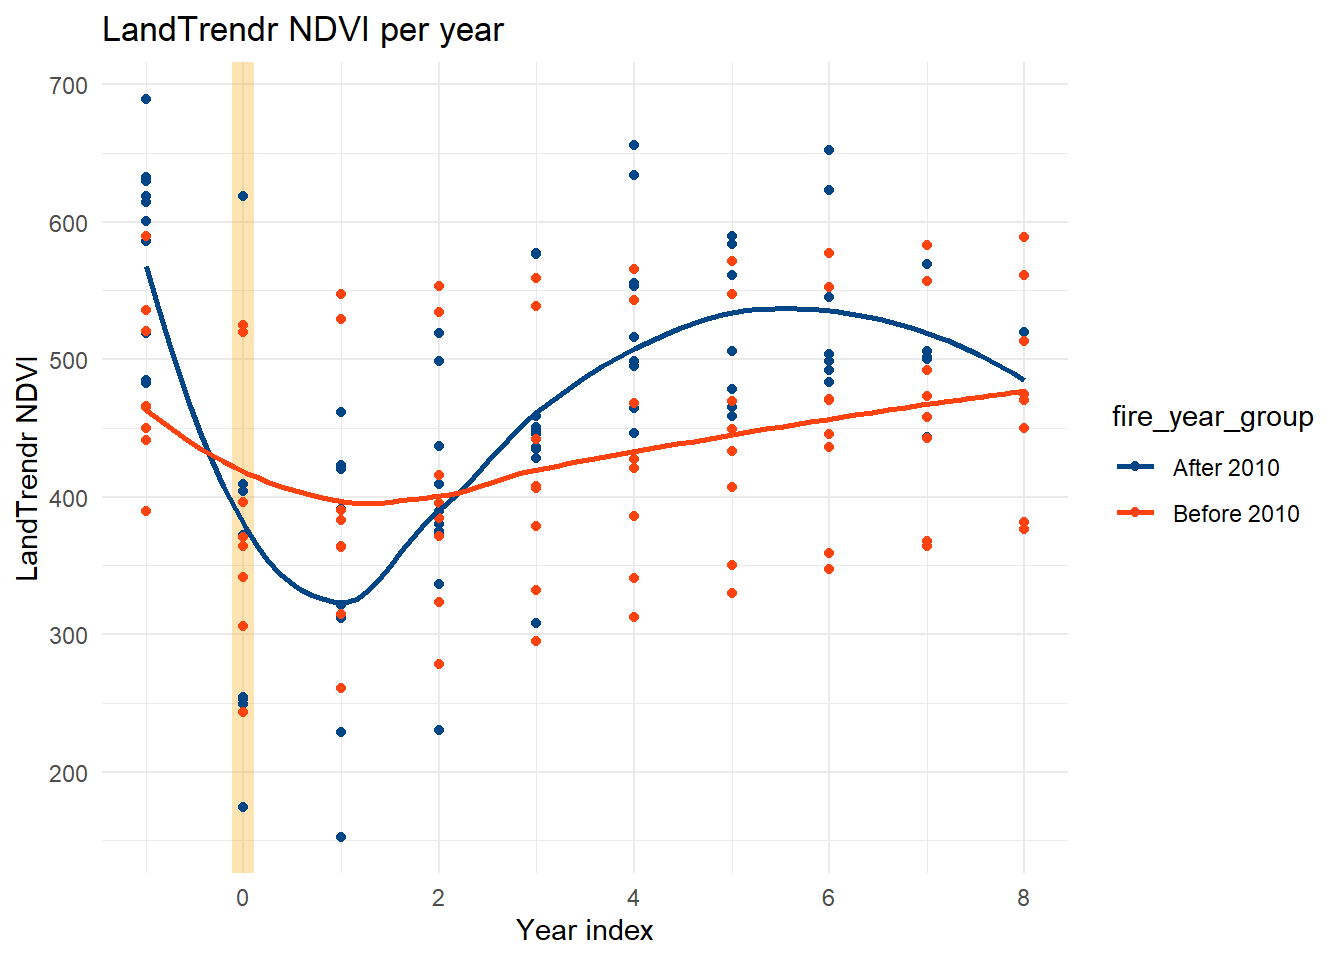 LandTrendr NDVI per year
700
600
500
400
300
200
LandTrendr NDVI
0 2 4 6 8
Year index
fire_year_group
After 2010
Before 2010